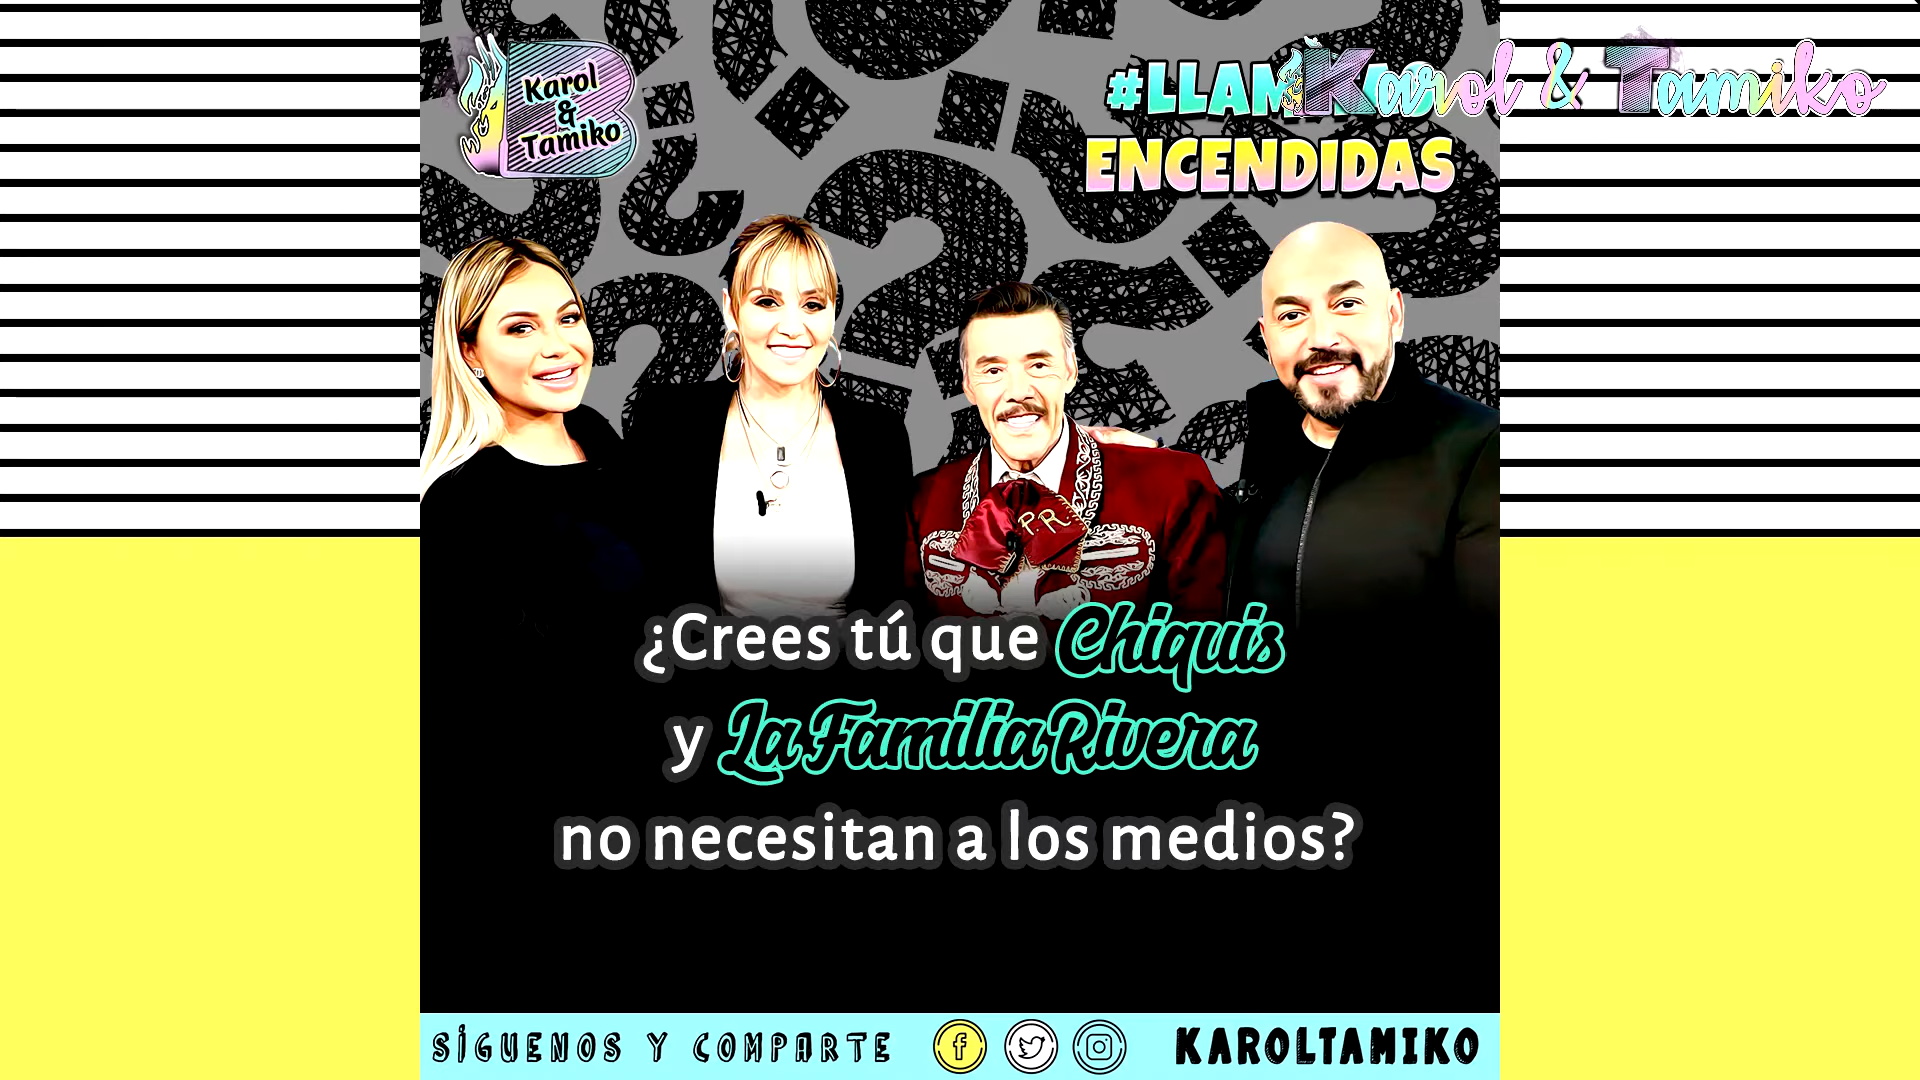 Karol
&
Tamiko
Karol & Tamiko
ENCENDIDAS
PR
¿Crees tú que Chiquis
y La Familia Rivera
no necesitan a los medios?
SÍGUENOS Y COMPARTE KAROLTAMIKO